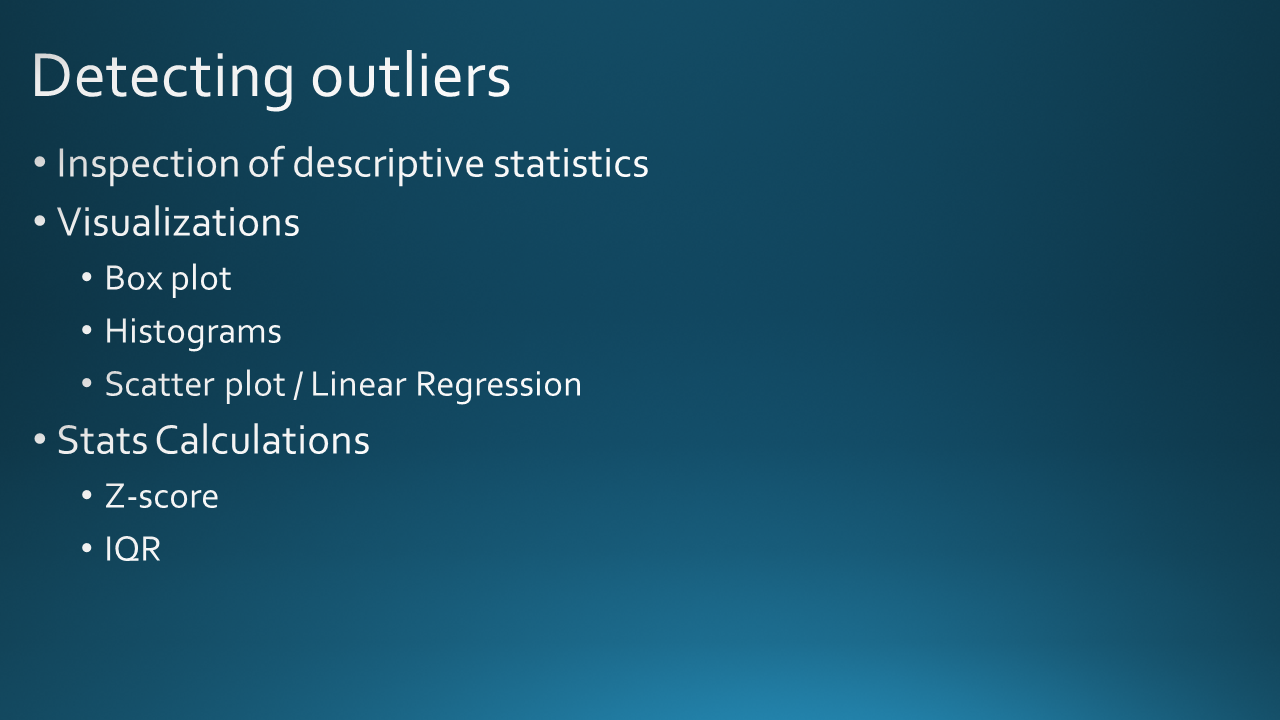 Detecting outliers
• Inspection of descriptive statistics
• Visualizations
• Box plot
• Histograms
• Scatter plot / Linear Regression
• Stats Calculations
• Z-score
• IQR